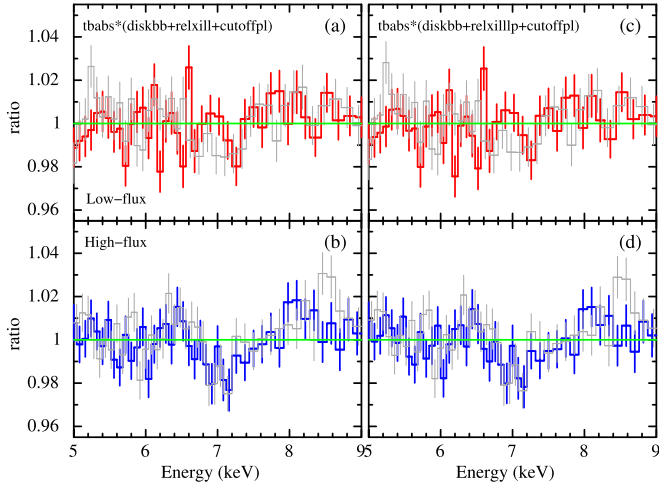 tbabs*(diskbb+relxill+cutoffpl) (a)
tbabs*(diskbb+relxilllp+cutoffpl) (c)
1.04
1.02
1
0.98
0.96
ratio
Low−flux
High−flux (b)
(d)
1.04
1.02
1
0.98
0.96
ratio
5 6 7 8 9
5 6 7 8 9
Energy (keV)
Energy (keV)